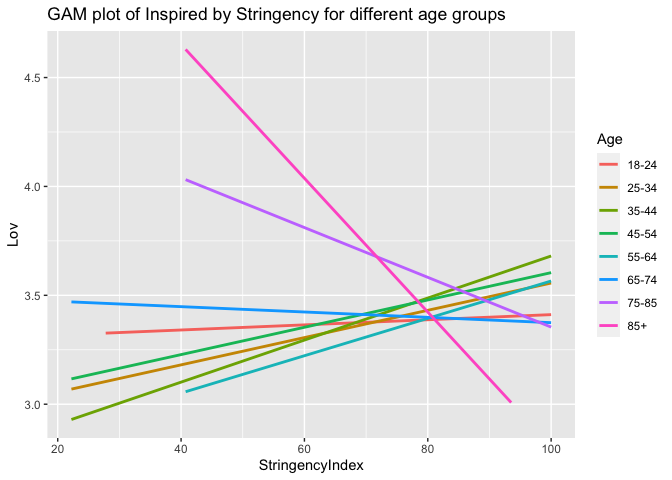 GAM plot of Inspired by Stringency for different age groups
4.5
4.0
3.5
3.0
Lov
20 40 60 80 100
StringencyIndex
Age
18-24
25-34
35-44
45-54
55-64
65-74
75-85
85+